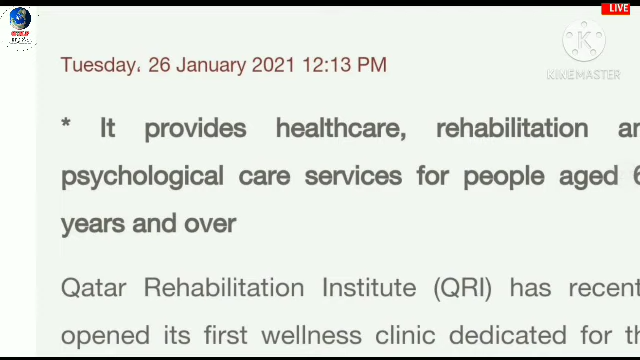 LIVE
KINEMASTER
Tuesday, 26 January 2021 12:13 PM
* It provides healthcare, rehabilitation
psychological care services for people aged
years and over
Qatar Rehabilitation Institute (QRI) has
opened its first wellness clinic dedicated for